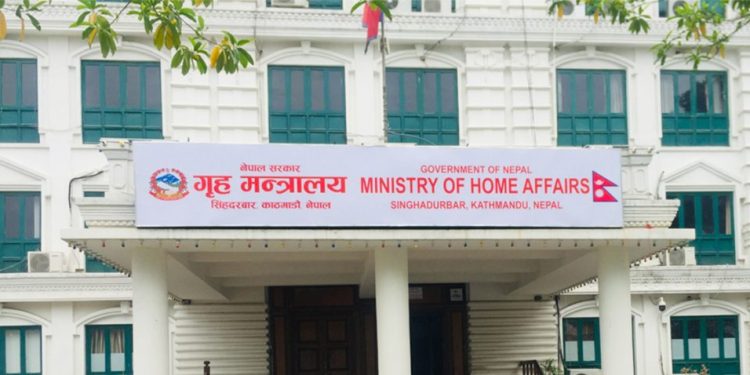 नेपाल सरकार
गृह मन्त्रालय
सिंहदरबार, काठमाडौं, नेपाल
GOVERNMENT OF NEPAL
MINISTRY OF HOME AFFAIRS
SINGHADURBAR, KATHMANDU, NEPAL